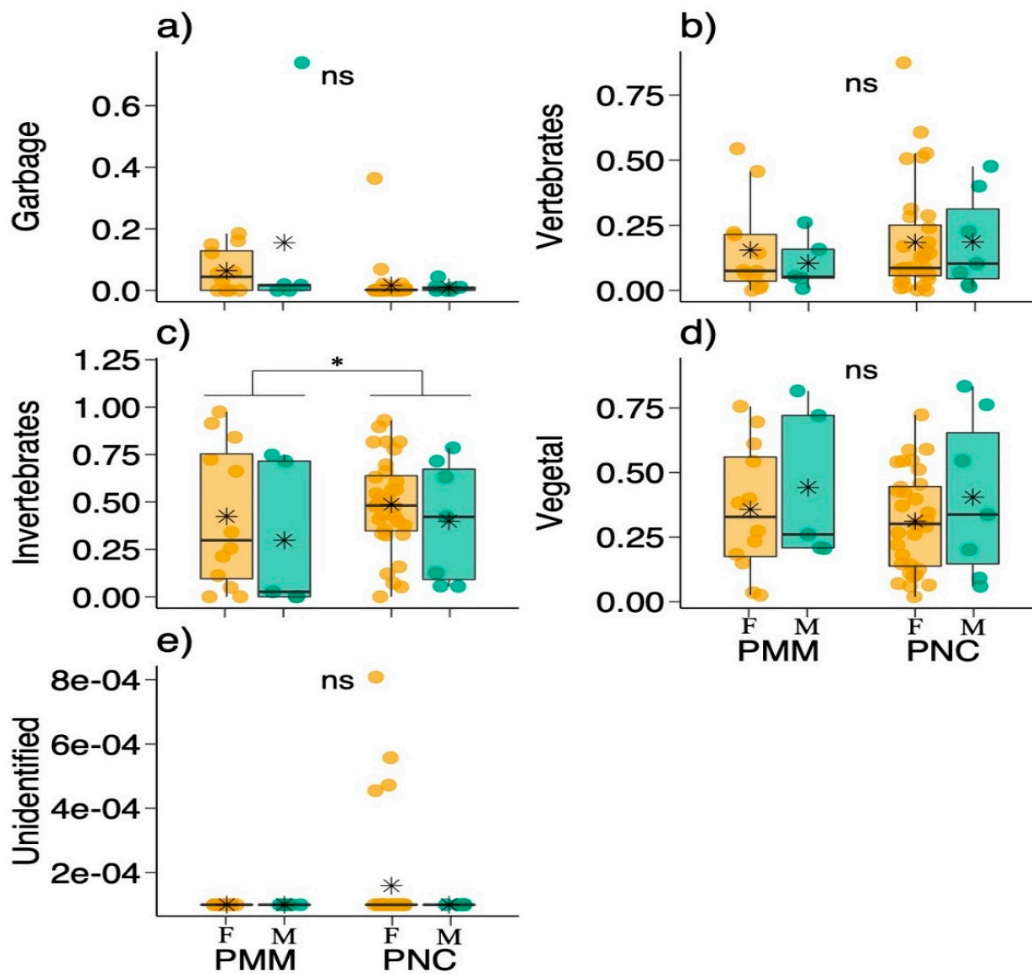 a)
ns
Garbage
0.6
0.4
0.2
0.0
b)
ns
Vertebrates
0.75
0.50
0.25
0.00
c)
*
Invertebrates
1.25
1.00
0.75
0.50
0.25
0.00
d)
ns
Vegetal
0.75
0.50
0.25
0.00
F M F M
PMM PNC
e)
ns
Unidentified
8e-04
6e-04
4e-04
2e-04
F M F M
PMM PNC